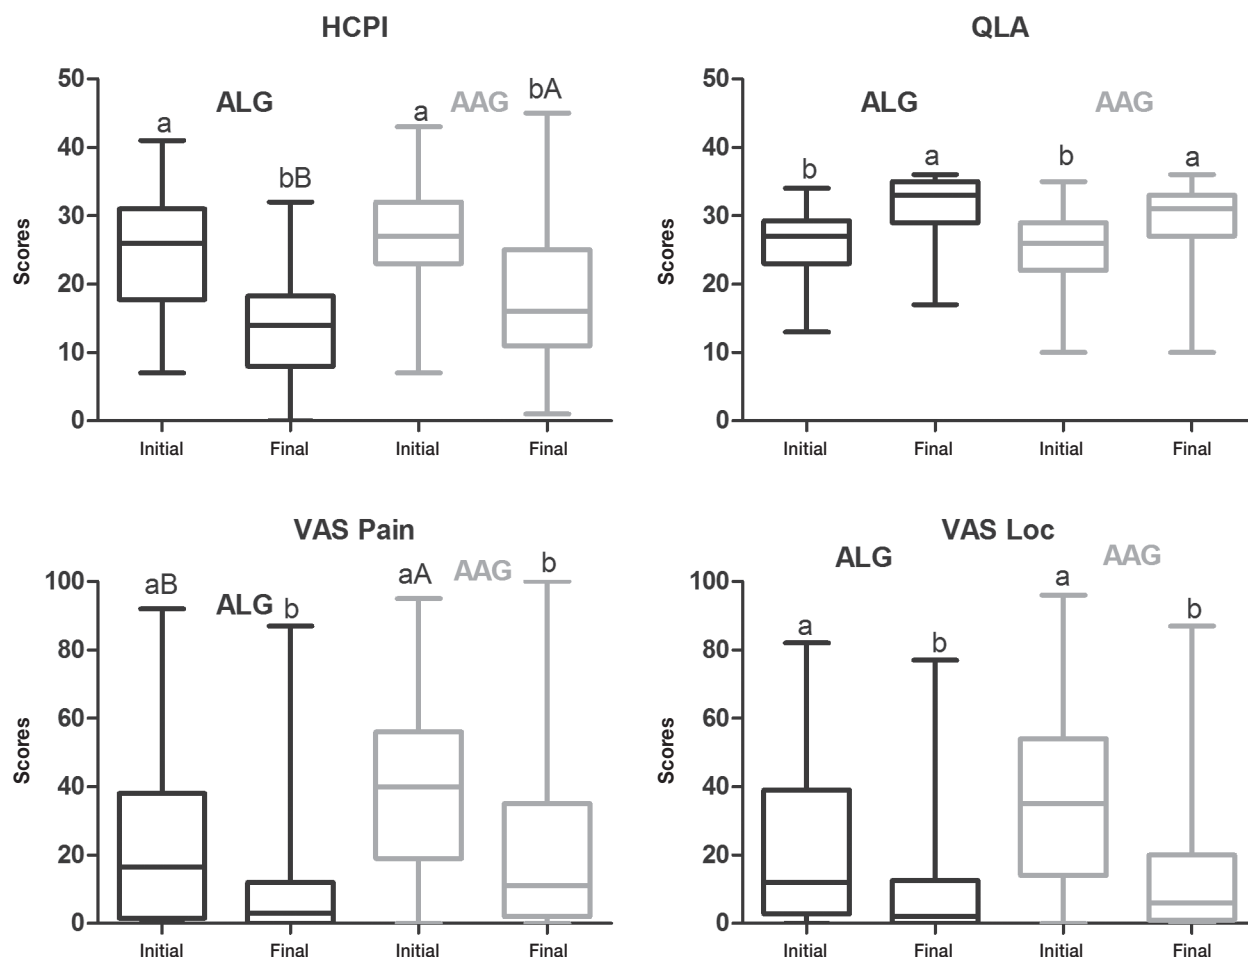 HCPI
50
40
30
20
10
0
Scores
ALG
AAG
a
bB
a
bA
Initial
Final
Initial
Final
QLA
50
40
30
20
10
0
Scores
ALG
AAG
b
a
b
a
Initial
Final
Initial
Final
VAS Pain
100
80
60
40
20
0
Scores
ALG
AAG
aB
b
aA
b
Initial
Final
Initial
Final
VAS Loc
100
80
60
40
20
0
Scores
ALG
AAG
a
b
a
b
Initial
Final
Initial
Final